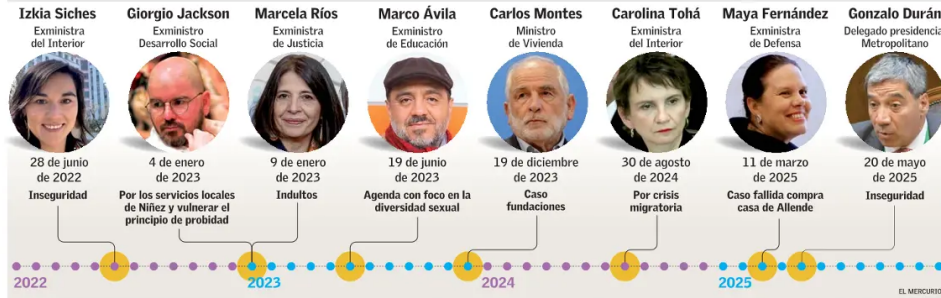 Izkia Siches
Exministra
del Interior
28 de junio
de 2022
Inseguridad
Giorgio Jackson
Exministro
Desarrollo Social
4 de enero
de 2023
Por los servicios locales
de Niñez y vulnerar el
principio de probidad
Marcela Ríos
Exministra
de Justicia
9 de enero
de 2023
Indultos
Marco Ávila
Exministro
de Educación
19 de junio
de 2023
Agenda con foco en la
diversidad sexual
Carlos Montes
Ministro
de Vivienda
19 de diciembre
de 2023
Caso
fundaciones
Carolina Tohá
Exministra
del Interior
30 de agosto
de 2024
Por crisis
migratoria
Maya Fernández
Exministra
de Defensa
11 de marzo
de 2025
Caso fallida compra
casa de Allende
Gonzalo Durán
Delegado presidencial
Metropolitano
20 de mayo
de 2025
Inseguridad
2022
2023
2024
2025
EL MERCURIO